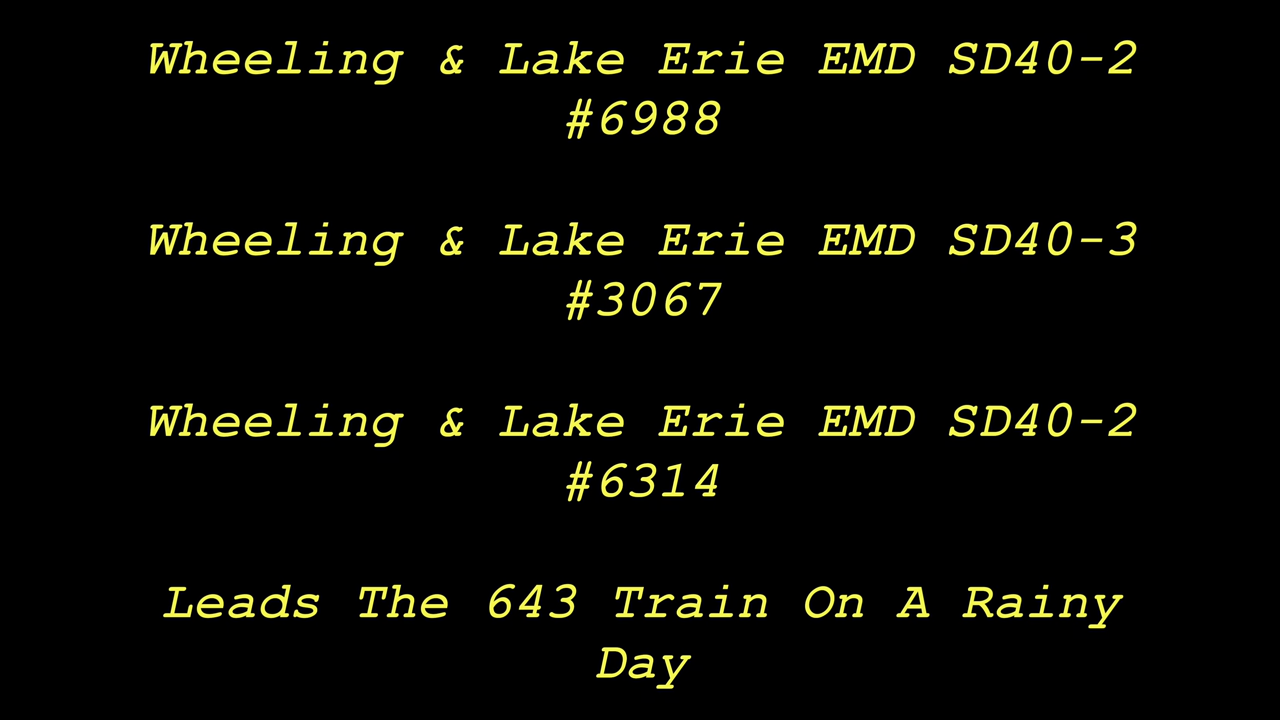 Wheeling & Lake Erie EMD SD40-2
#6988
Wheeling & Lake Erie EMD SD40-3
#3067
Wheeling & Lake Erie EMD SD40-2
#6314
Leads The 643 Train On A Rainy
Day